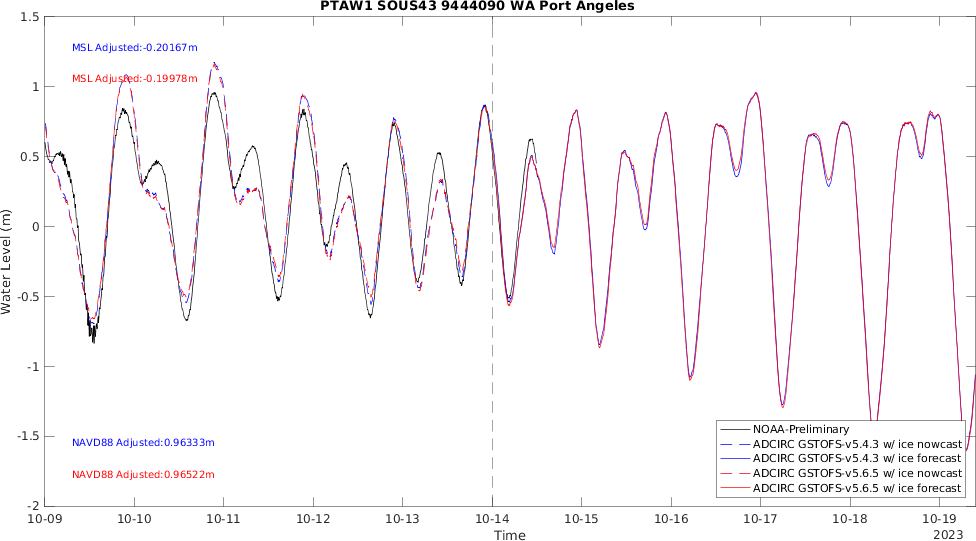 PTAW1 SOUS43 9444090 WA Port Angeles
1.5
1
0.5
0
-0.5
-1
-1.5
-2
Water Level (m)
MSL Adjusted:-0.20167m
MSL Adjusted:-0.19978m
NAVD88 Adjusted:0.96333m
NAVD88 Adjusted:0.96522m
NOAA-Preliminary
ADCIRC GSTOFS-v5.4.3 w/ ice nowcast
ADCIRC GSTOFS-v5.4.3 w/ ice forecast
ADCIRC GSTOFS-v5.6.5 w/ ice nowcast
ADCIRC GSTOFS-v5.6.5 w/ ice forecast
10-09 10-10 10-11 10-12 10-13 10-14 10-15 10-16 10-17 10-18 10-19
2023
Time